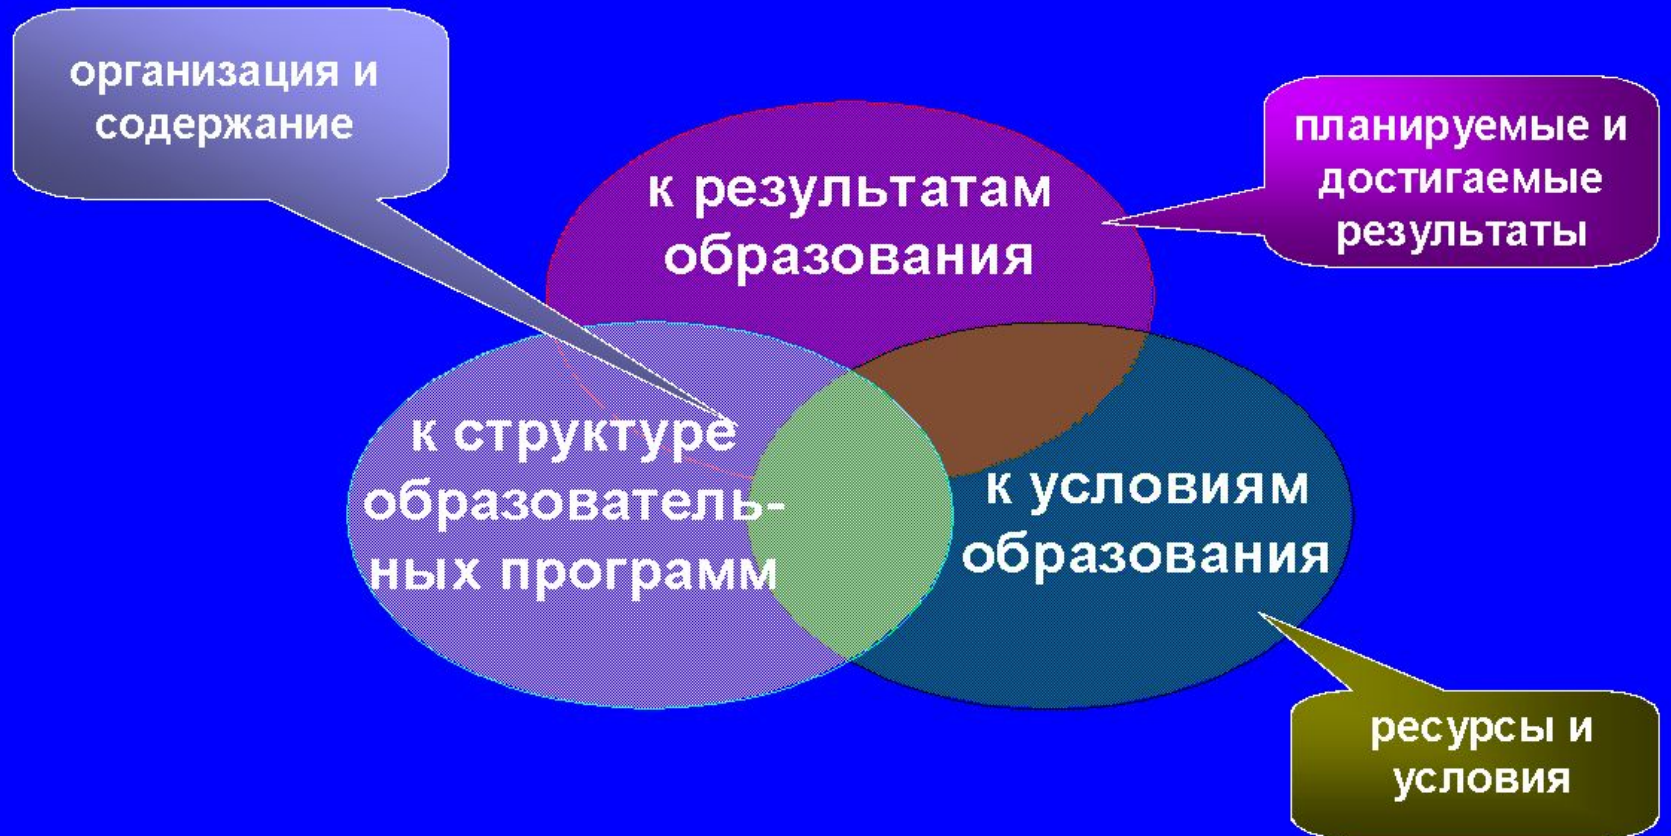 организация и
содержание
планируемые и
достигаемые
результаты
к результатам
образования
к структуре
образователь-
ных программ
к условиям
образования
ресурсы и
условия